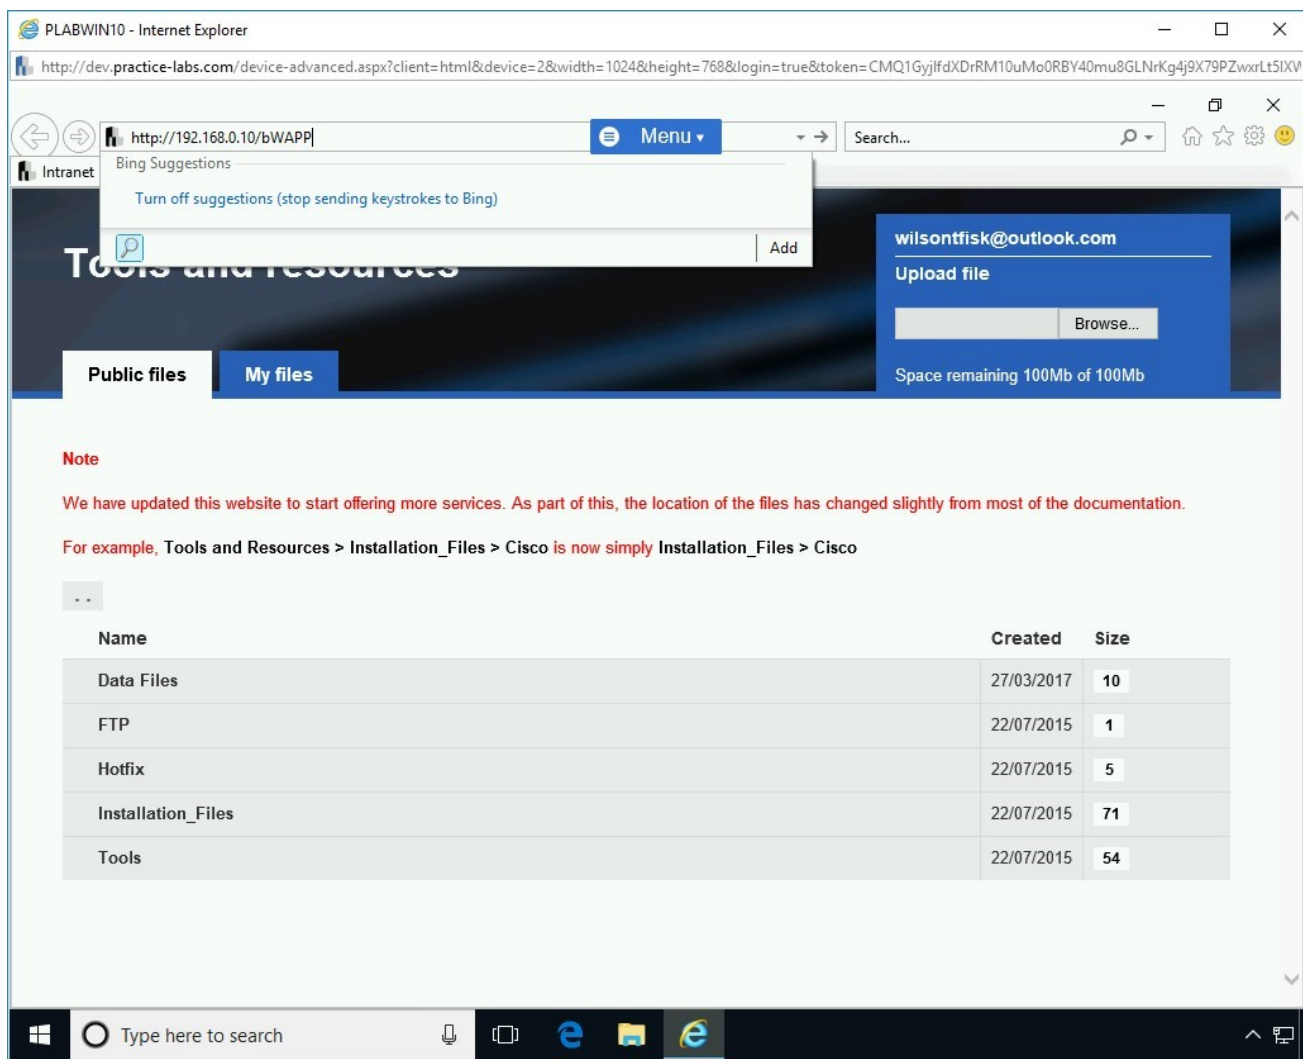 PLABWIN10 - Internet Explorer
http://dev.practice-labs.com/device-advanced.aspx?client=html&device=2&width=1024&height=768&login=true&token=CMQ1GyjlfdXDrRM10uMo0RBY40mu8GLNrKg4j9X79PZwxrLt5IXW
http://192.168.0.10/bWAPP
Menu
Search...
Intranet
Bing Suggestions
Turn off suggestions (stop sending keystrokes to Bing)
Add
Tools and resources
wilsontfisk@outlook.com
Upload file
Browse...
Space remaining 100Mb of 100Mb
Public files My files
Note
We have updated this website to start offering more services. As part of this, the location of the files has changed slightly from most of the documentation.
For example, Tools and Resources > Installation_Files > Cisco is now simply Installation_Files > Cisco
. .
Name Created Size
Data Files 27/03/2017 10
FTP 22/07/2015 1
Hotfix 22/07/2015 5
Installation_Files 22/07/2015 71
Tools 22/07/2015 54
Type here to search